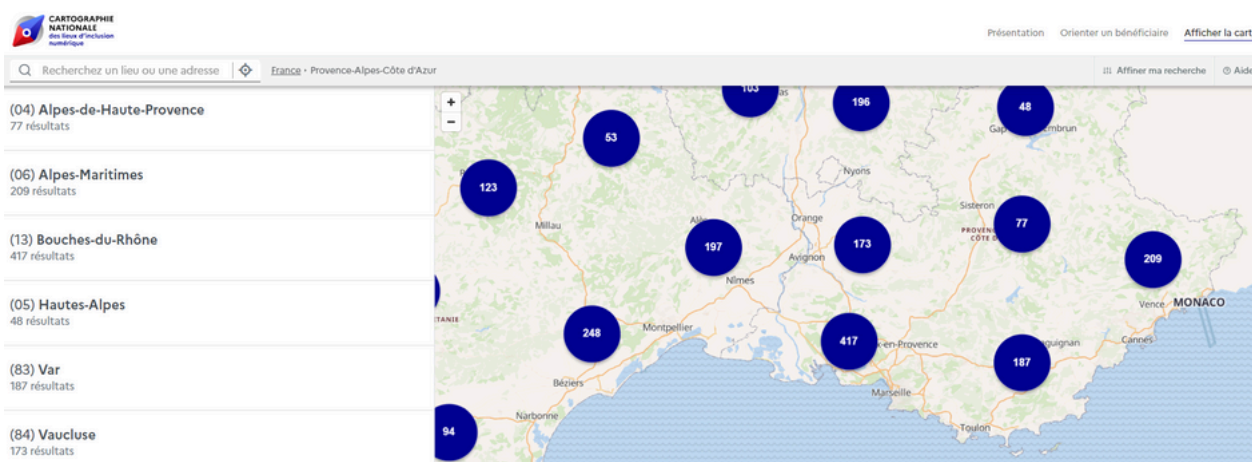 CARTOGRAPHIE
NATIONALE
des lieux d'inclusion
numérique
Présentation
Orienter un bénéficiaire
Afficher la cart
Recherchez un lieu ou une adresse
France • Provence-Alpes-Côte d'Azur
Affiner ma recherche
Aide
(04) Alpes-de-Haute-Provence
77 résultats
(06) Alpes-Maritimes
209 résultats
(13) Bouches-du-Rhône
417 résultats
(05) Hautes-Alpes
48 résultats
(83) Var
187 résultats
(84) Vaucluse
173 résultats
+
−
103
196
48
53
Nyons
123
Sisteron
Millau
Orange
77
197
173
Avignon
209
Nîmes
Vence
MONACO
TANIE
248
Montpellier
417
Cannes
187
Béziers
Marseille
Narbonne
94
Toulon